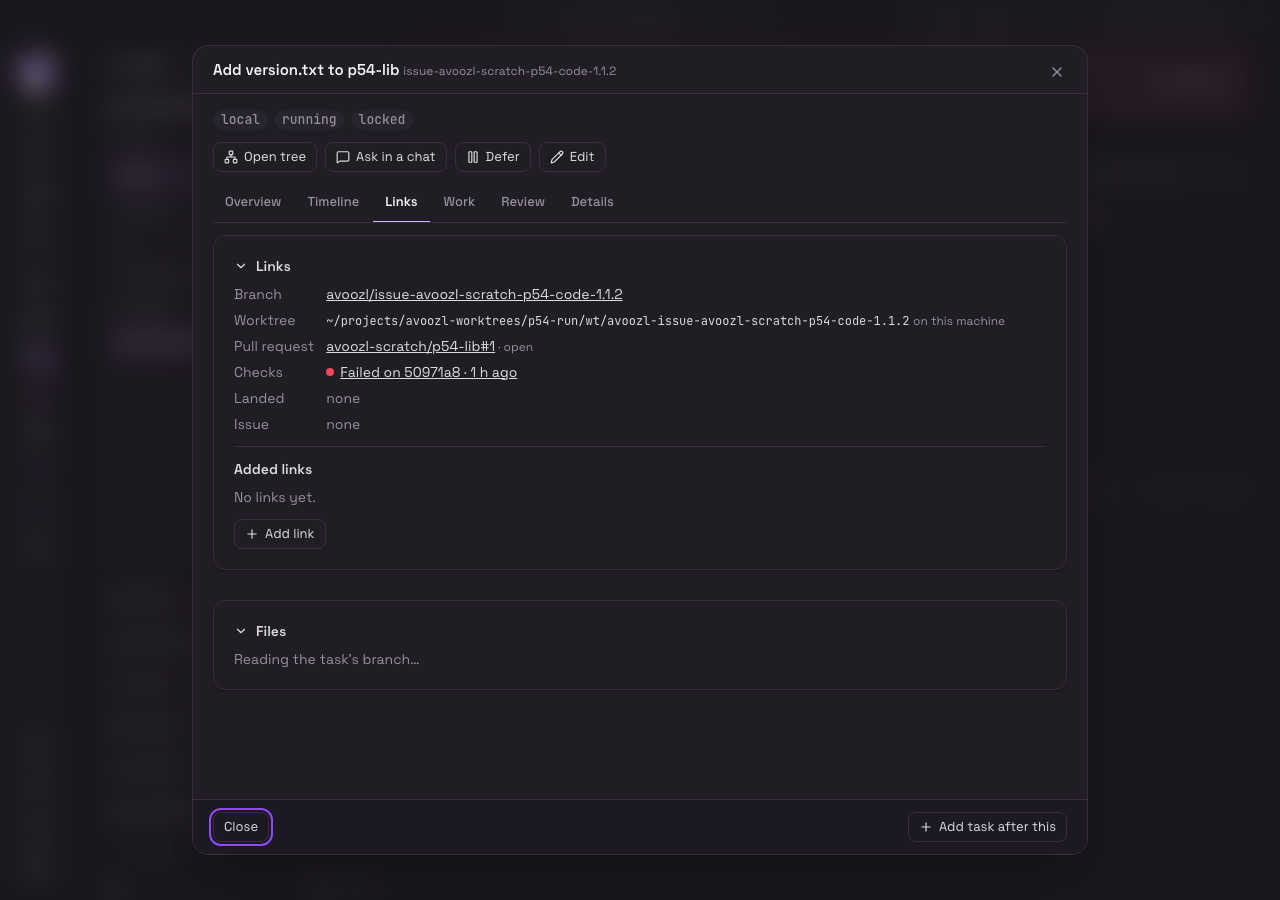 Add version.txt to p54-lib issue-avoozl-scratch-p54-code-1.1.2
local running locked
Open tree Ask in a chat Defer Edit
Overview Timeline Links Work Review Details
Links
Branch avoozl/issue-avoozl-scratch-p54-code-1.1.2
Worktree ~/projects/avoozl-worktrees/p54-run/wt/avoozl-issue-avoozl-scratch-p54-code-1.1.2 on this machine
Pull request avoozl-scratch/p54-lib#1 · open
Checks Failed on 50971a8 · 1 h ago
Landed none
Issue none
Added links
No links yet.
+ Add link
Files
Reading the task's branch…
Close + Add task after this